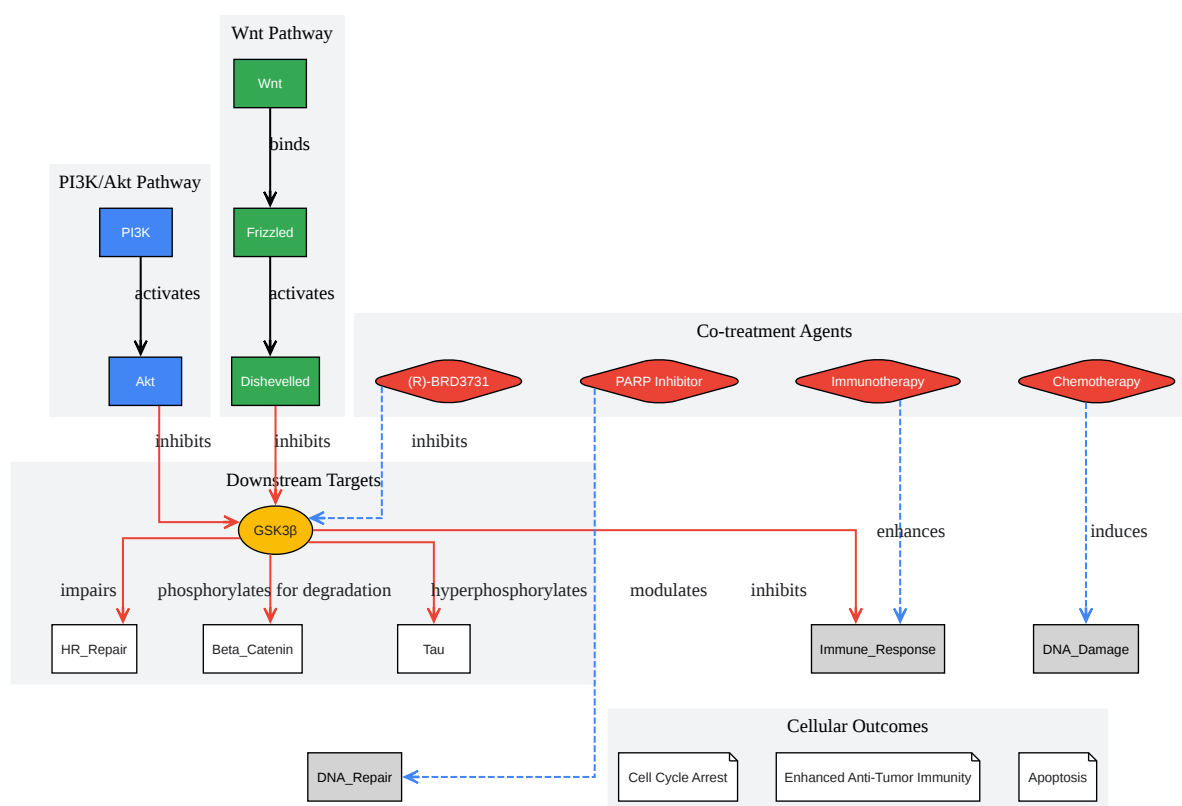 Wnt Pathway
Wnt
binds
PI3K/Akt Pathway
PI3K
Frizzled
activates
activates
Co-treatment Agents
Akt
Dishevelled
(R)-BRD3731
PARP Inhibitor
Immunotherapy
Chemotherapy
inhibits
inhibits
inhibits
Downstream Targets
GSK3β
enhances
induces
impairs
phosphorylates for degradation
hyperphosphorylates
modulates
inhibits
HR_Repair
Beta_Catenin
Tau
Immune_Response
DNA_Damage
Cellular Outcomes
DNA_Repair
Cell Cycle Arrest
Enhanced Anti-Tumor Immunity
Apoptosis